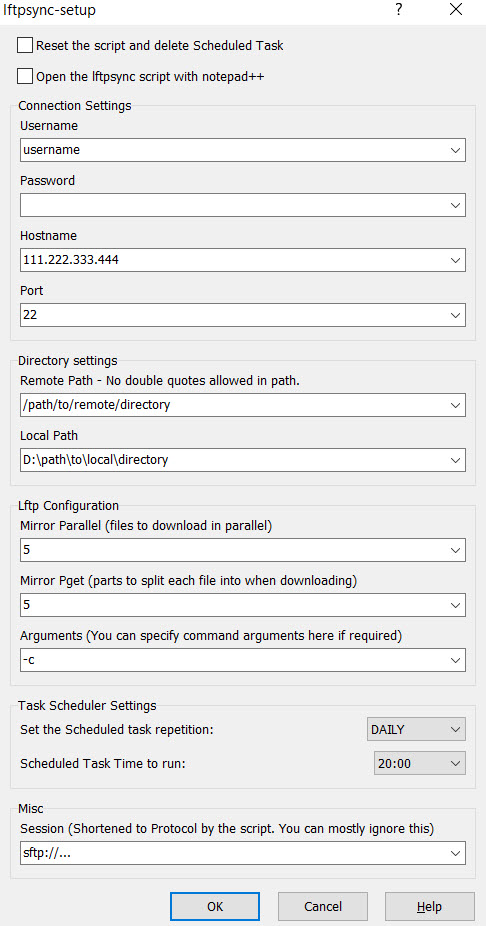 lftpsync-setup ?
Reset the script and delete Scheduled Task
Open the lftpsync script with notepad++
Connection Settings
Username
username
Password
Hostname
111.222.333.444
Port
22
Directory settings
Remote Path - No double quotes allowed in path.
/path/to/remote/directory
Local Path
D:\path\to\local\directory
Lftp Configuration
Mirror Parallel (files to download in parallel)
5
Mirror Pget (parts to split each file into when downloading)
5
Arguments (You can specify command arguments here if required)
-c
Task Scheduler Settings
Set the Scheduled task repetition: DAILY
Scheduled Task Time to run: 20:00
Misc
Session (Shortened to Protocol by the script. You can mostly ignore this)
sftp://...
OK Cancel Help